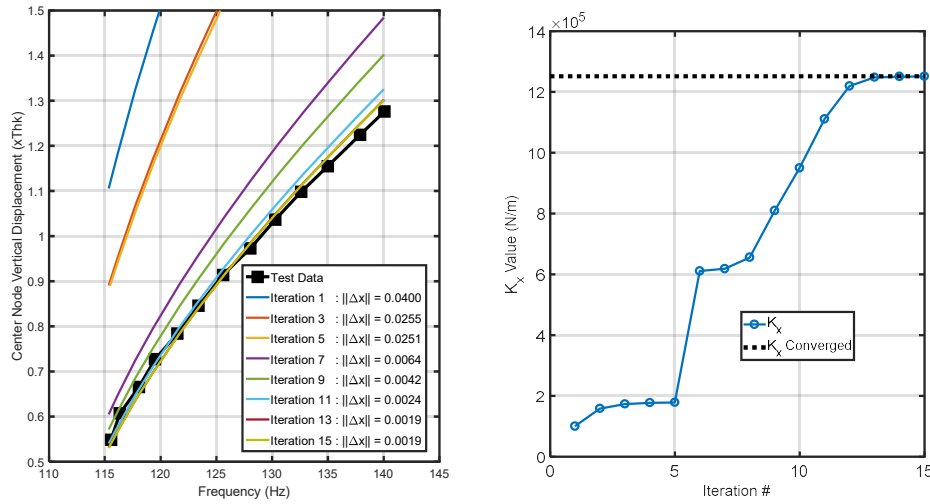 1.5
1.4
1.3
1.2
1.1
1
0.9
0.8
0.7
0.6
0.5
Center Node Vertical Displacement (xThk)
110 115 120 125 130 135 140 145
Frequency (Hz)
Test Data
Iteration 1 : ||Δx|| = 0.0400
Iteration 3 : ||Δx|| = 0.0255
Iteration 5 : ||Δx|| = 0.0251
Iteration 7 : ||Δx|| = 0.0064
Iteration 9 : ||Δx|| = 0.0042
Iteration 11 : ||Δx|| = 0.0024
Iteration 13 : ||Δx|| = 0.0019
Iteration 15 : ||Δx|| = 0.0019
×10⁵
14
12
10
8
6
4
2
0
Kₓ Value (N/m)
0 5 10 15
Iteration #
Kₓ
Kₓ Converged